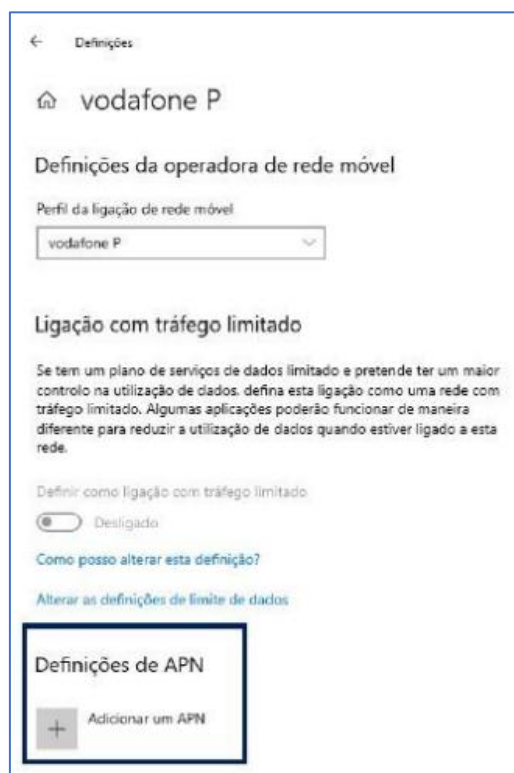 Definições
vodafone P
Definições da operadora de rede móvel
Perfil da ligação de rede móvel
vodafone P
Ligação com tráfego limitado
Se tem um plano de serviços de dados limitado e pretende ter um maior
controlo na utilização de dados, defina esta ligação como uma rede com
tráfego limitado. Algumas aplicações poderão funcionar de maneira
diferente para reduzir a utilização de dados quando estiver ligado a esta
rede.
Definir como ligação com tráfego limitado
Desligado
Como posso alterar esta definição?
Alterar as definições de limite de dados
Definições de APN
Adicionar um APN